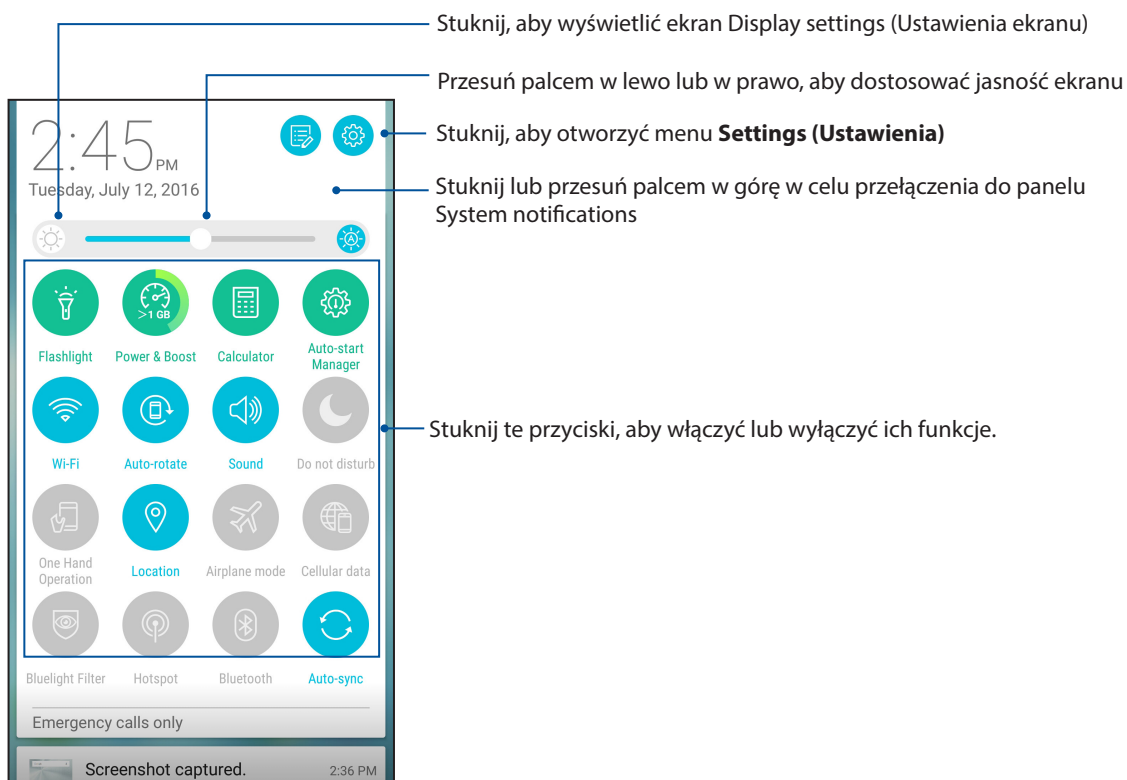 Stuknij, aby wyświetlić ekran Display settings (Ustawienia ekranu)
Przesuń palcem w lewo lub w prawo, aby dostosować jasność ekranu
Stuknij, aby otworzyć menu Settings (Ustawienia)
Stuknij lub przesuń palcem w górę w celu przełączenia do panelu
System notifications
2:45 PM
Tuesday, July 12, 2016
A
>1 GB
Flashlight Power & Boost Calculator Auto-start
Manager
Stuknij te przyciski, aby włączyć lub wyłączyć ich funkcje.
Wi-Fi Auto-rotate Sound Do not disturb
One Hand
Operation Location Airplane mode Cellular data
Bluelight Filter Hotspot Bluetooth Auto-sync
Emergency calls only
Screenshot captured. 2:36 PM